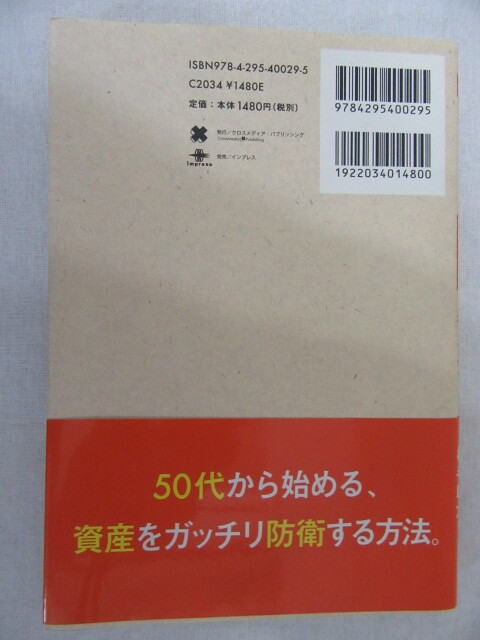 ISBN978-4-295-40029-5
C2034 ¥1480E
定価:本体1480円(税別)
発行/クロスメディア・パブリッシング
発売/インプレス
impress
9784295400295
1922034014800
50代から始める、
資産をガッチリ防衛する方法。